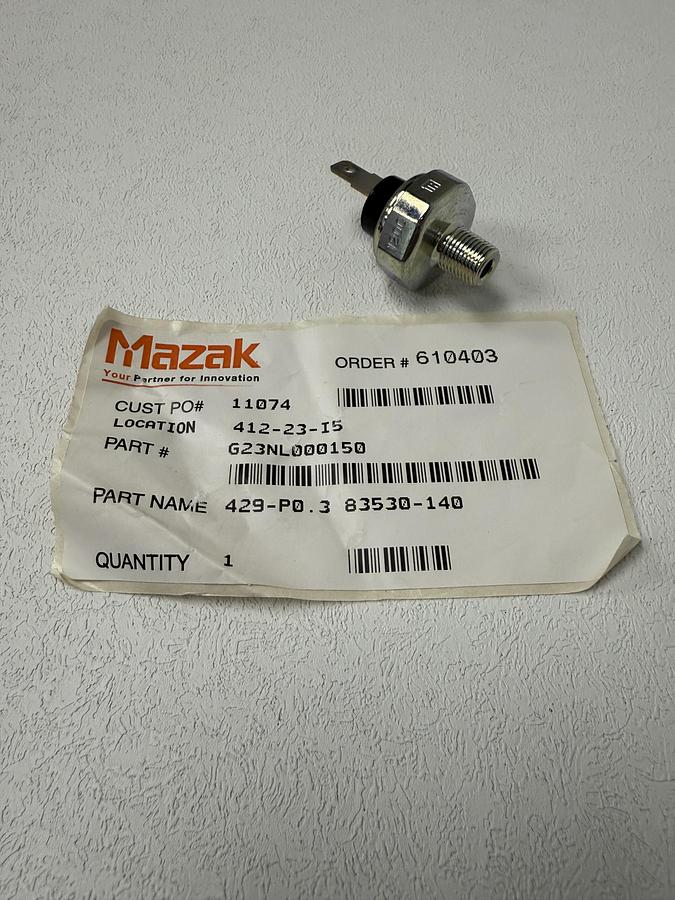 Mazak
Your Partner for Innovation
ORDER # 610403
CUST PO# 11074
LOCATION 412-23-I5
PART # G23NL000150
PART NAME 429-P0.3 83530-140
QUANTITY 1